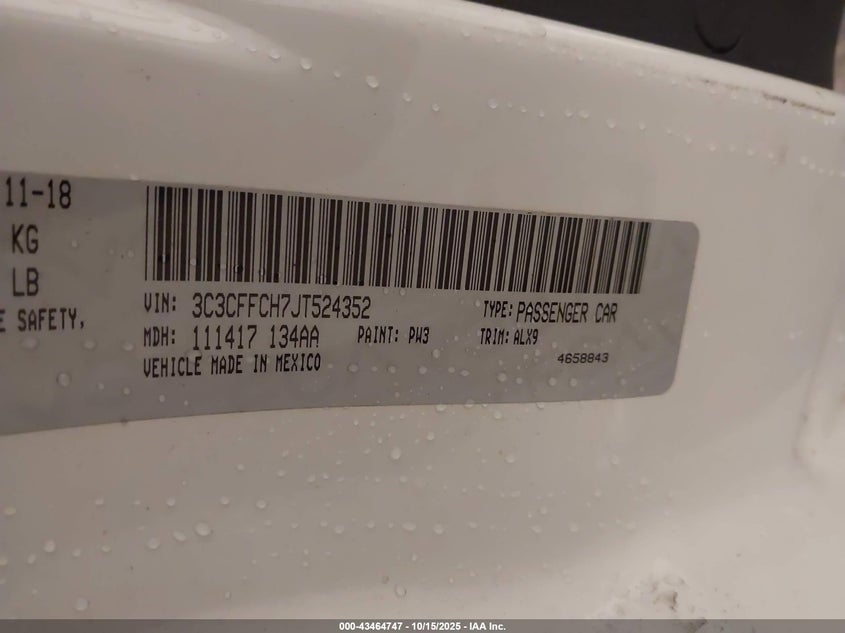 11-18
KG
LB
E SAFETY,
VIN: 3C3CFFCH7JT524352 TYPE: PASSENGER CAR
MDH: 111417 134AA PAINT: PW3 TRIM: ALX9
VEHICLE MADE IN MEXICO 4658843
000-43464747 - 10/15/2025 - IAA Inc.